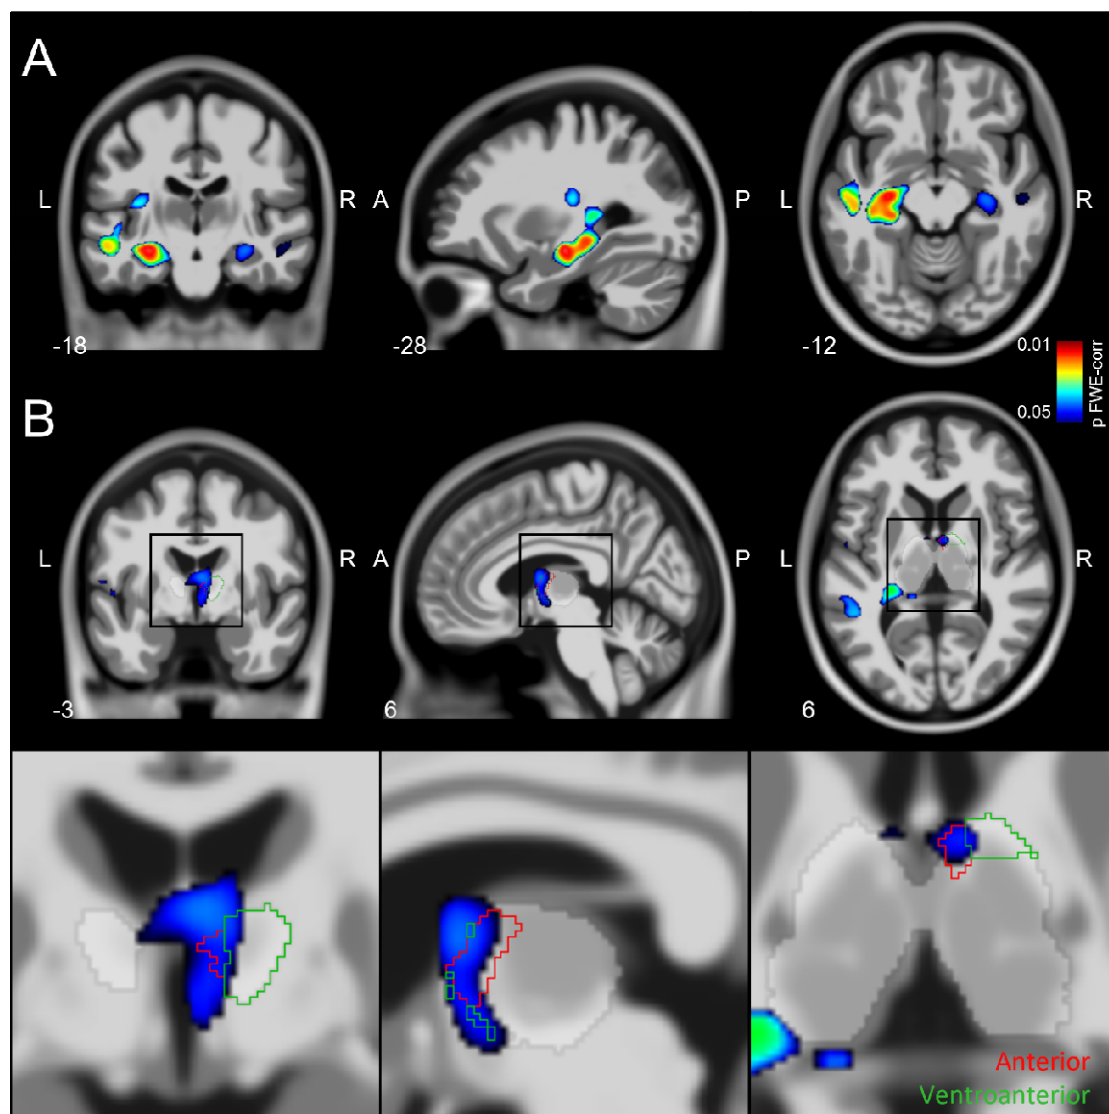 A
L
R
A
P
L
R
-18
-28
-12
0.01
0.05
p FWE-corr
B
L
R
A
P
L
R
-3
6
6
Anterior
Ventroanterior